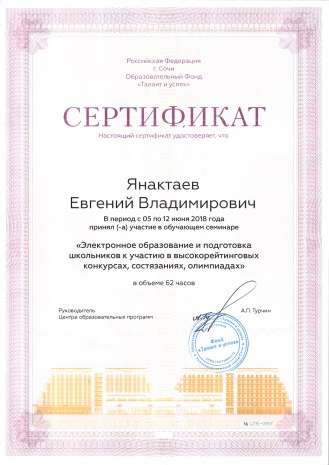 Российская Федерация
г. Сочи
Образовательный Фонд
«Талант и успех»
СЕРТИФИКАТ
Настоящий сертификат удостоверяет, что
Янактаев
Евгений Владимирович
В период с 05 по 12 июня 2018 года
принял (-а) участие в обучающем семинаре
«Электронное образование и подготовка
школьников к участию в высокорейтинговых
конкурсах, состязаниях, олимпиадах»
в объеме 62 часов
Руководитель
Центра образовательных программ
А.П. Турчин
Фонд
«Талант и успех»
№